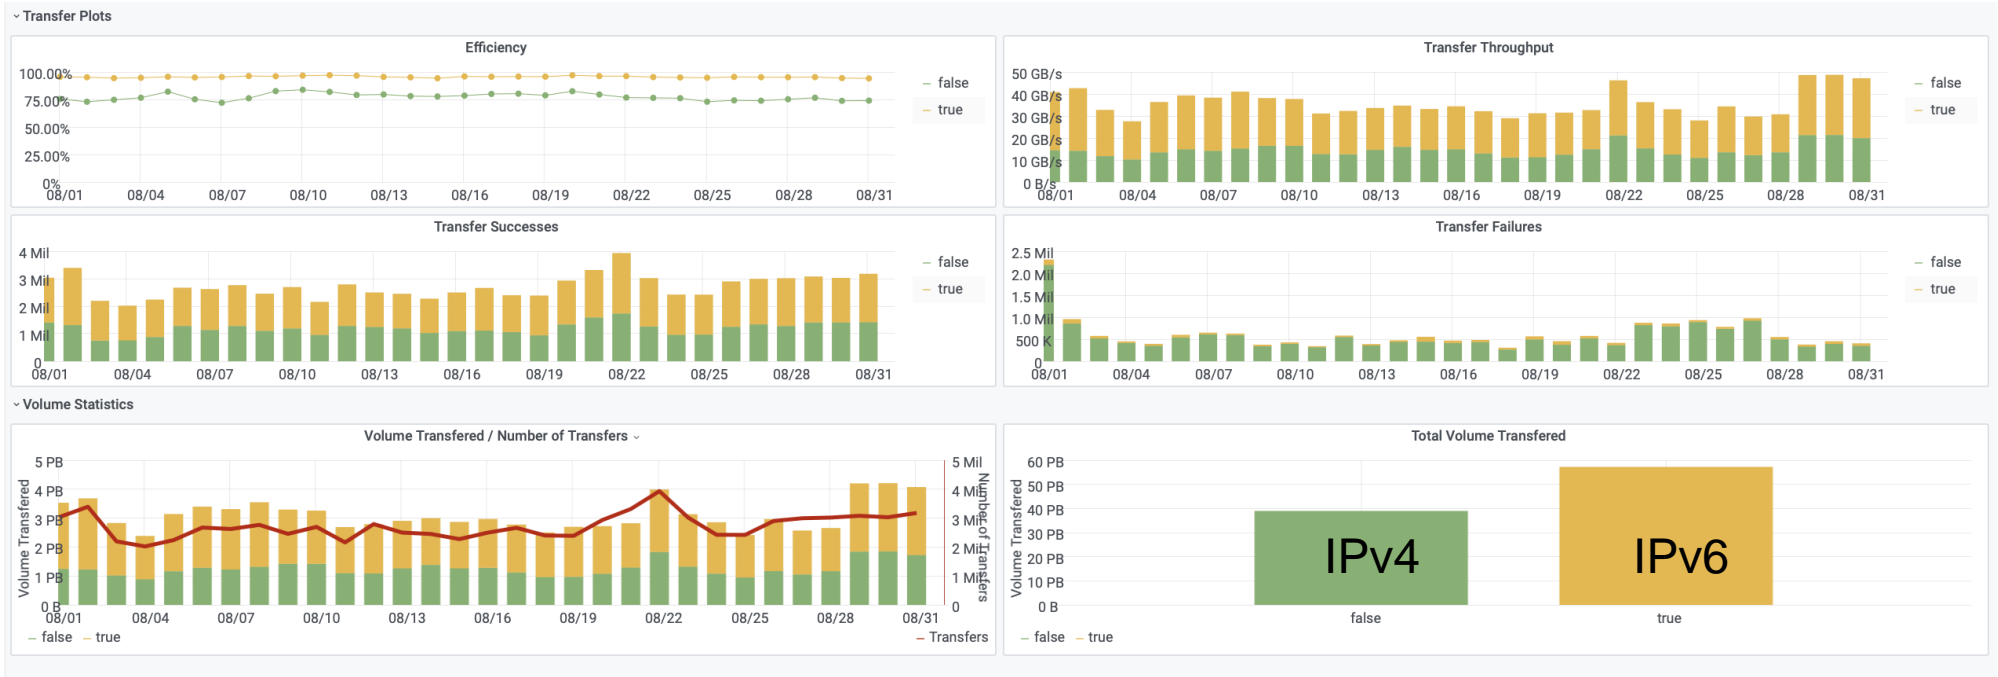 Transfer Plots
Efficiency
100.00%
75.00%
50.00%
25.00%
0%
08/01 08/04 08/07 08/10 08/13 08/16 08/19 08/22 08/25 08/28 08/31
false
true
Transfer Throughput
50 GB/s
40 GB/s
30 GB/s
20 GB/s
10 GB/s
0 B/s
08/01 08/04 08/07 08/10 08/13 08/16 08/19 08/22 08/25 08/28 08/31
false
true
Transfer Successes
4 Mil
3 Mil
2 Mil
1 Mil
0
08/01 08/04 08/07 08/10 08/13 08/16 08/19 08/22 08/25 08/28 08/31
false
true
Transfer Failures
2.5 Mil
2.0 Mil
1.5 Mil
1.0 Mil
500 K
0
08/01 08/04 08/07 08/10 08/13 08/16 08/19 08/22 08/25 08/28 08/31
false
true
Volume Statistics
Volume Transfered / Number of Transfers
Volume Transfered
5 PB
4 PB
3 PB
2 PB
1 PB
0 B
08/01 08/04 08/07 08/10 08/13 08/16 08/19 08/22 08/25 08/28 08/31
5 Mil
4 Mil
3 Mil
2 Mil
1 Mil
0
Number of Transfers
false true
Transfers
Total Volume Transfered
Volume Transfered
60 PB
50 PB
40 PB
30 PB
20 PB
10 PB
0 B
IPv4 IPv6
false true
false true